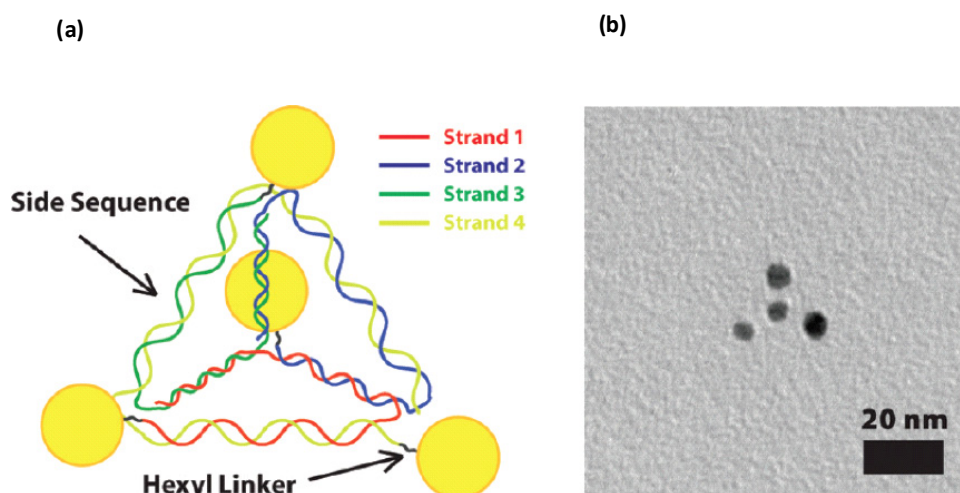 (a)
(b)
Strand 1
Strand 2
Strand 3
Strand 4
Side Sequence
Hexyl Linker
20 nm